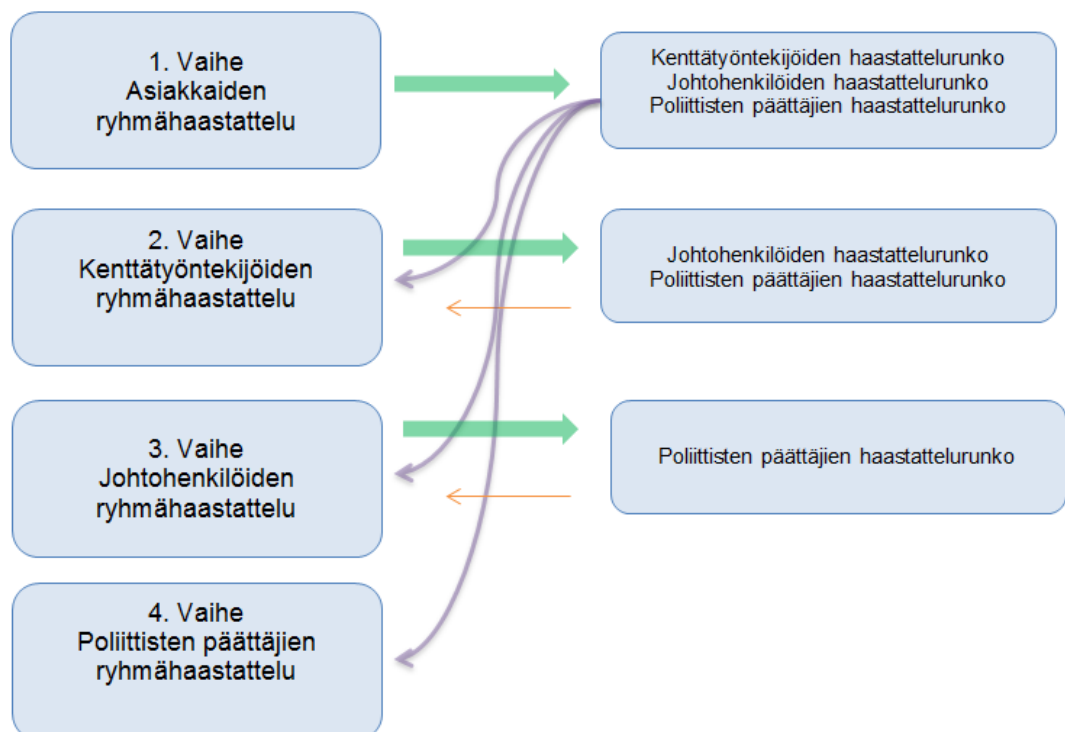 1. Vaihe
Asiakkaiden
ryhmähaastattelu
Kenttätyöntekijöiden haastattelurunko
Johtohenkilöiden haastattelurunko
Poliittisten päättäjien haastattelurunko
2. Vaihe
Kenttätyöntekijöiden
ryhmähaastattelu
Johtohenkilöiden haastattelurunko
Poliittisten päättäjien haastattelurunko
3. Vaihe
Johtohenkilöiden
ryhmähaastattelu
Poliittisten päättäjien haastattelurunko
4. Vaihe
Poliittisten päättäjien
ryhmähaastattelu